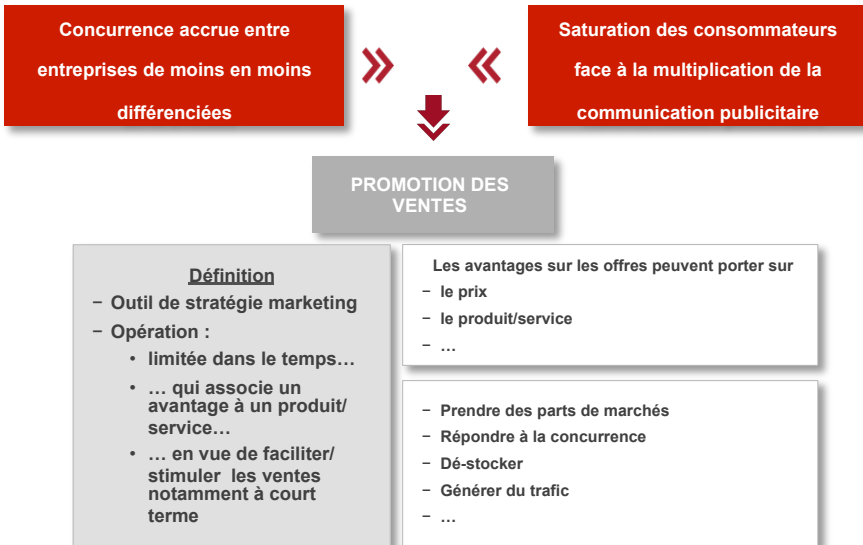 Concurrence accrue entre
entreprises de moins en moins
différenciées
Saturation des consommateurs
face à la multiplication de la
communication publicitaire
PROMOTION DES
VENTES
Définition
− Outil de stratégie marketing
− Opération :
• limitée dans le temps…
• … qui associe un
avantage à un produit/
service…
• … en vue de faciliter/
stimuler les ventes
notamment à court
terme
Les avantages sur les offres peuvent porter sur
− le prix
− le produit/service
− …
− Prendre des parts de marchés
− Répondre à la concurrence
− Dé-stocker
− Générer du trafic
− …